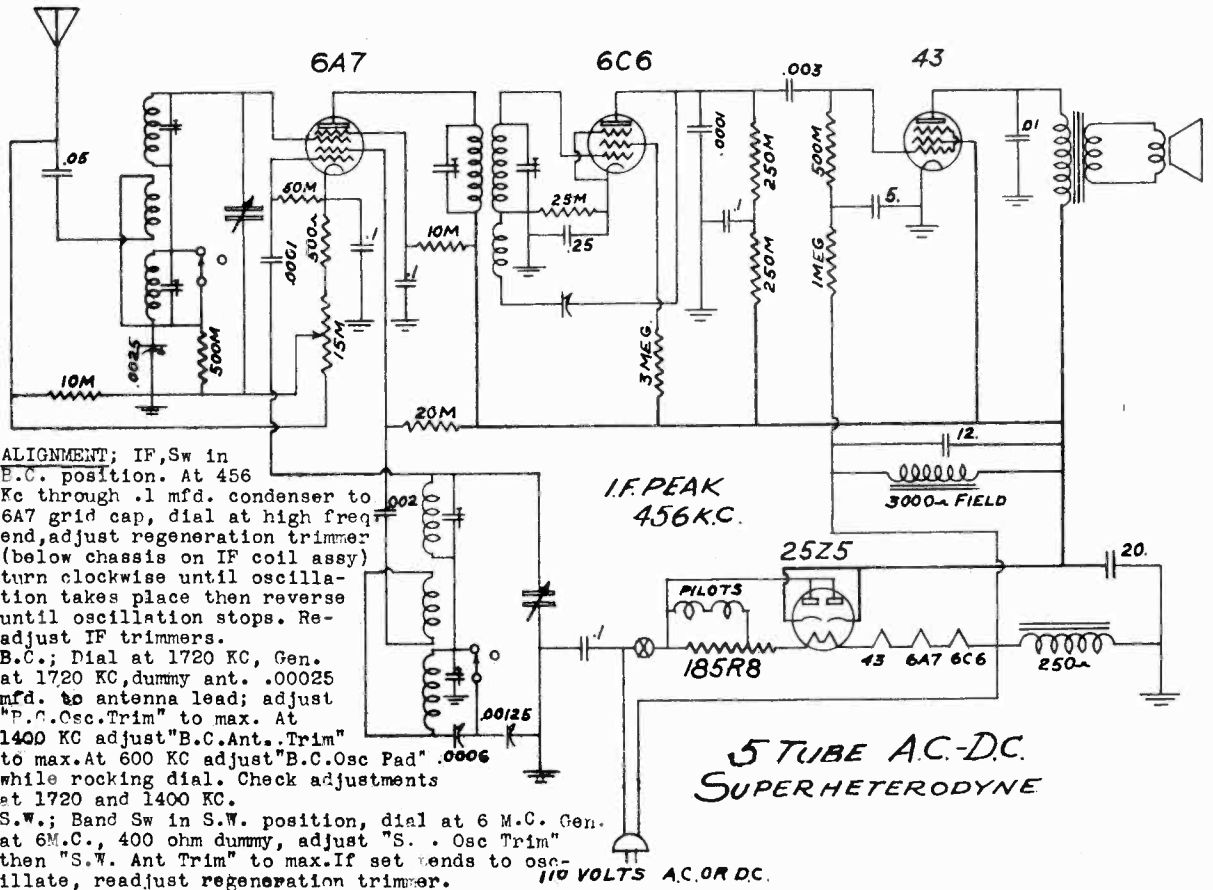 6A7
6C6
43
.05
.003
.0001
250M
500M
.01
50M
500~
.0001
.1
.1
10M
25M
.25
.1
250M
5.
1MEG
15M
3 MEG.
.0025
500M
10M
20M
12.
3000~ FIELD
I.F. PEAK
456 K.C.
ALIGNMENT; IF,Sw in
B.C. position. At 456
Kc through .1 mfd. condenser to
6A7 grid cap, dial at high freq
end,adjust regeneration trimmer
(below chassis on IF coil assy)
turn clockwise until oscilla-
tion takes place then reverse
until oscillation stops. Re-
adjust IF trimmers.
B.C.; Dial at 1720 KC, Gen.
at 1720 KC,dummy ant. .00025
mfd. to antenna lead; adjust
"B.C.Osc.Trim" to max. At
1400 KC adjust"B.C.Ant..Trim"
to max.At 600 KC adjust"B.C.Osc Pad"
while rocking dial. Check adjustments
at 1720 and 1400 KC.
S.W.; Band Sw in S.W. position, dial at 6 M.C. Gen.
at 6M.C., 400 ohm dummy, adjust "S. . Osc Trim"
then "S.W. Ant Trim" to max.If set tends to osc-
illate, readjust regeneration trimmer.
.002
.0006
.00125
.1
25Z5
PILOTS
185R8
43 6A7 6C6
20.
250~
5 TUBE A.C.-D.C.
SUPERHETERODYNE
110 VOLTS A.C. OR D.C.